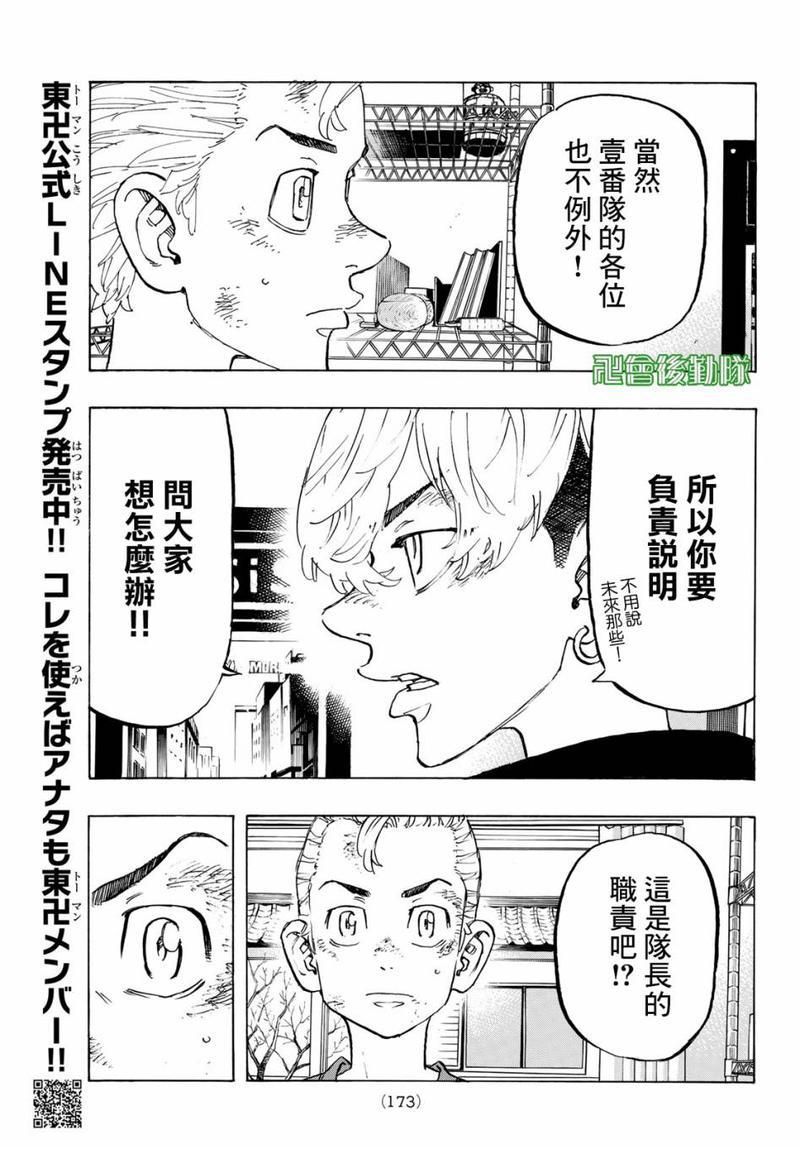 東卍公式LINEスタンプ発売中!! コレを使えばアナタも東卍メンバー!!
トーマン こうしき
はつばいちゅう
つか
トーマン
當然
壹番隊的各位
也不例外！
卍會後勤隊
所以你要
負責説明
不用說
未來那些！
問大家
想怎麼辦!!
MOR
這是隊長的
職責吧!?
（173）